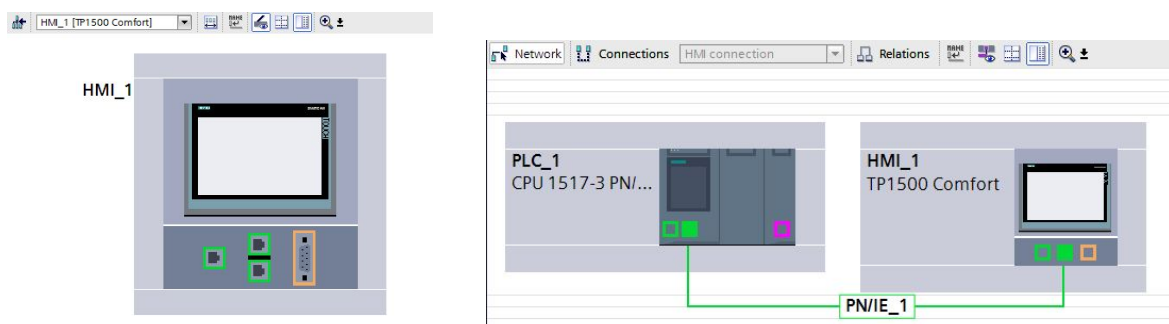 HMI_1 [TP1500 Comfort]
HMI_1
TOUCH
Network
Connections
HMI connection
Relations
PLC_1
CPU 1517-3 PN/...
HMI_1
TP1500 Comfort
PN/IE_1